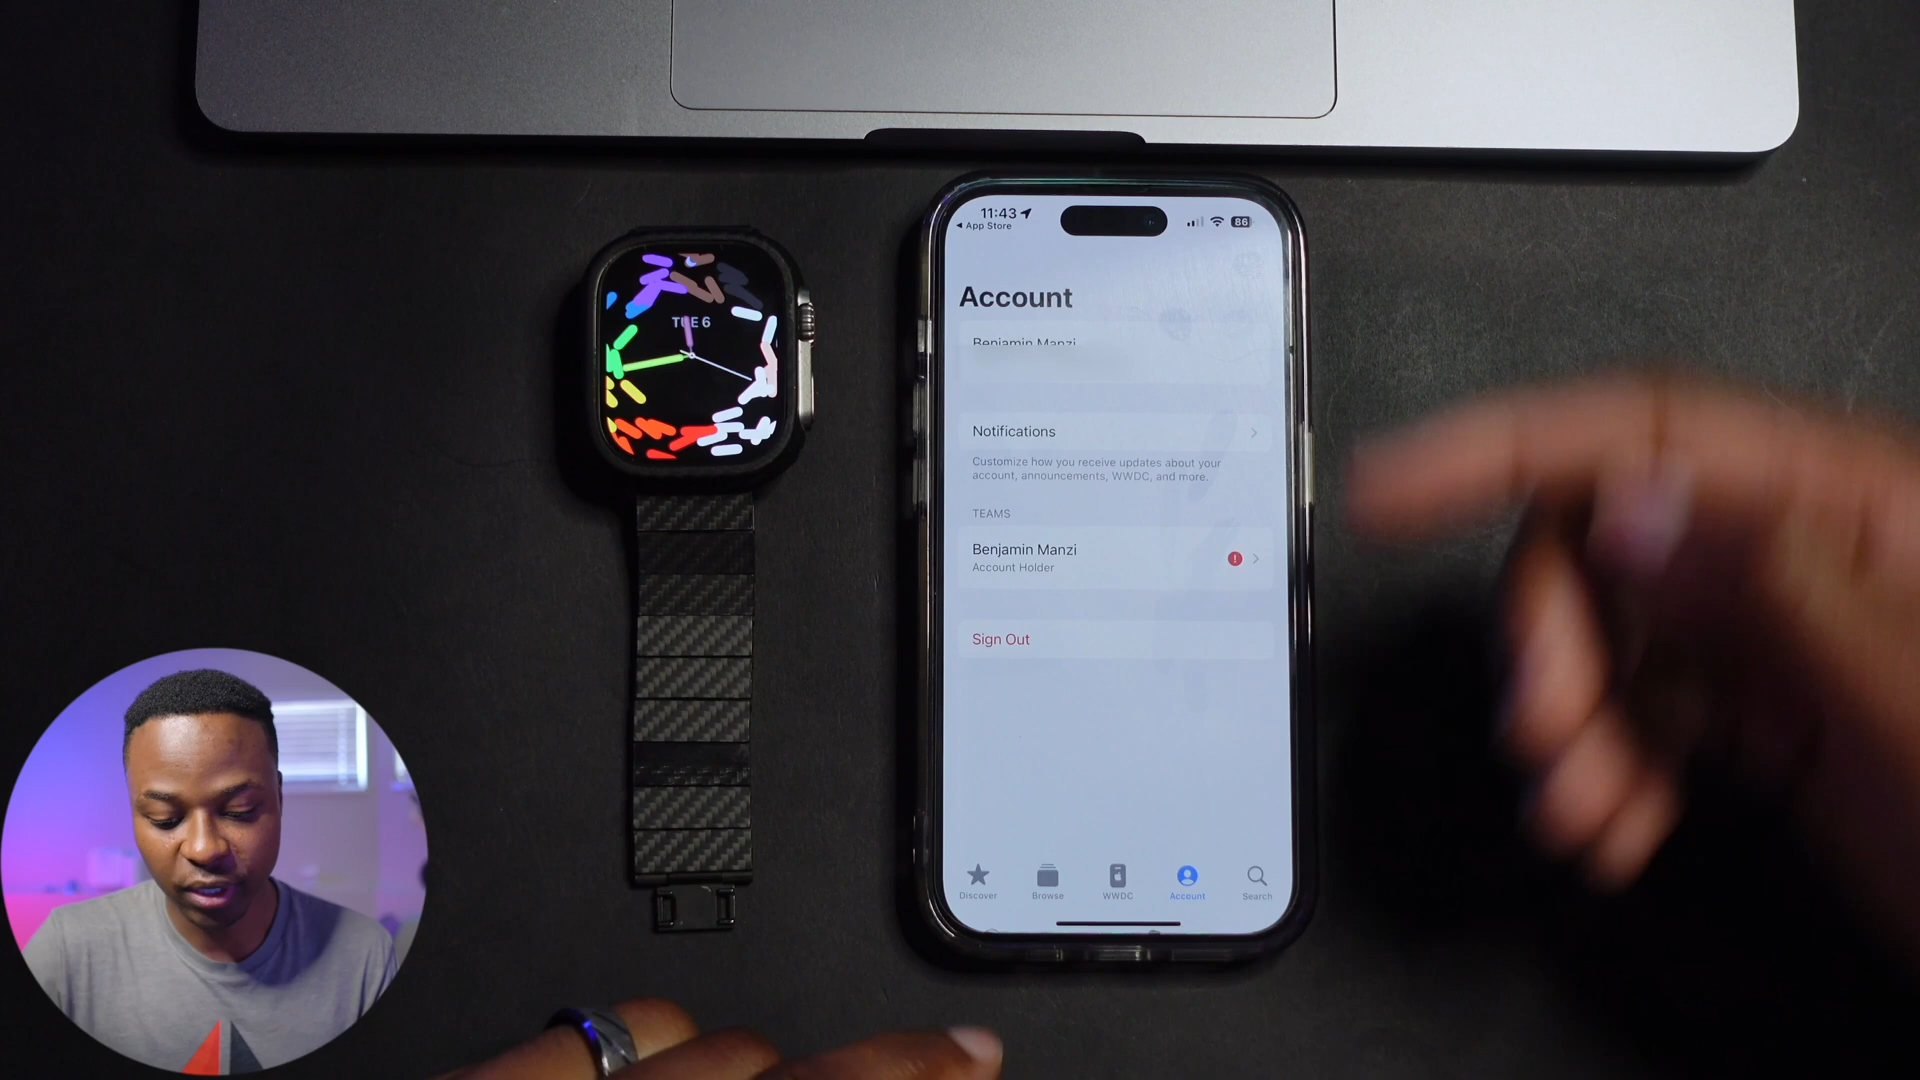 TUE 6
11:43
86
App Store
Account
Benjamin Manzi
Notifications
Customize how you receive updates about your
account, announcements, WWDC, and more.
TEAMS
Benjamin Manzi
Account Holder
Sign Out
Discover
Browse
WWDC
Account
Search